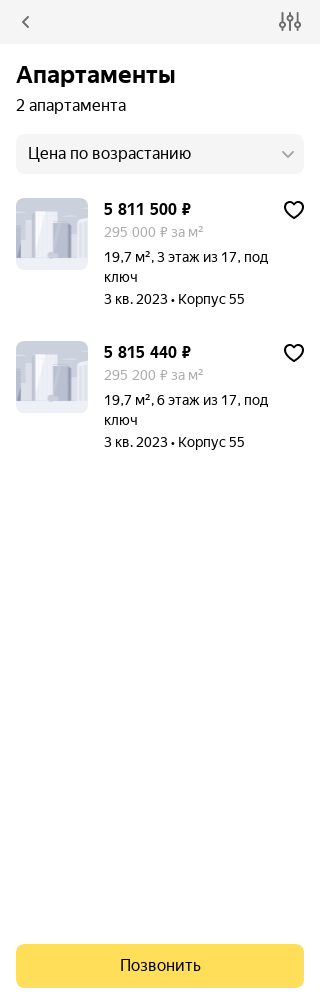 Апартаменты
2 апартамента
Цена по возрастанию
5 811 500 ₽
295 000 ₽ за м²
19,7 м², 3 этаж из 17, под
ключ
3 кв. 2023 • Корпус 55
5 815 440 ₽
295 200 ₽ за м²
19,7 м², 6 этаж из 17, под
ключ
3 кв. 2023 • Корпус 55
Позвонить